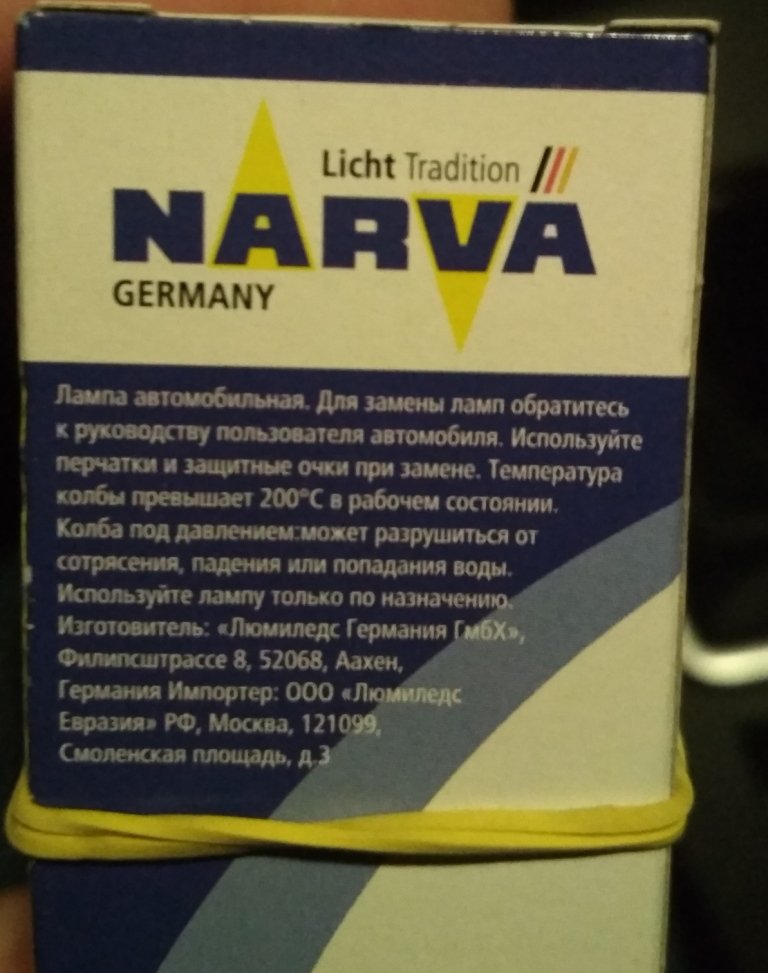 Licht Tradition
NARVA
GERMANY
Лампа автомобильная. Для замены ламп обратитесь
к руководству пользователя автомобиля. Используйте
перчатки и защитные очки при замене. Температура
колбы превышает 200°C в рабочем состоянии.
Колба под давлением:может разрушиться от
сотрясения, падения или попадания воды.
Используйте лампу только по назначению.
Изготовитель: «Люмиледс Германия ГмбХ»,
Филипсштрассе 8, 52068, Аахен,
Германия Импортер: ООО «Люмиледс
Евразия» РФ, Москва, 121099,
Смоленская площадь, д.3